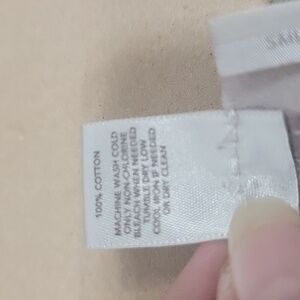 100% COTTON
MACHINE WASH COLD
ONLY NON-CHLORINE
BLEACH WHEN NEEDED
TUMBLE DRY LOW
COOL IRON IF NEEDED
OR DRY CLEAN